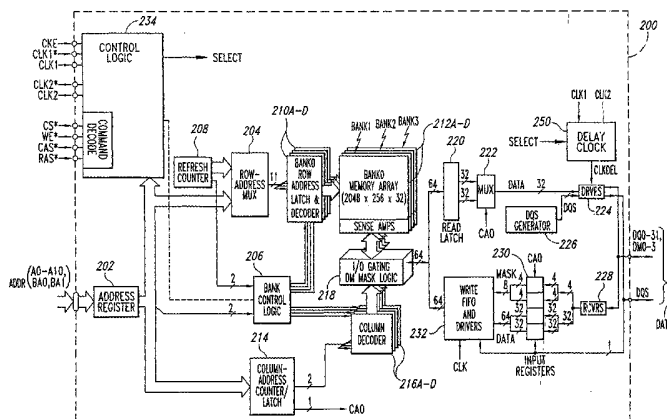 234
CKE
CLK1*
CLK1
CLK2*
CLK2
CS*
WE*
CAS*
RAS*
CONTROL
LOGIC
COMMAND
DECODE
SELECT
200
208
REFRESH
COUNTER
204
ROW-
ADDRESS
MUX
11
210A-D
BANK0
ROW
ADDRESS
LATCH &
DECODER
BANK1
BANK2
BANK3
212A-D
BANK0
MEMORY ARRAY
(2048 x 256 x 32)
SENSE AMPS
220
64
32
32
READ
LATCH
222
MUX
CA0
DATA
32
CLK1
CLK2
250
SELECT
DELAY
CLOCK
CLKDEL
DRVRS
224
DQS
DQS
GENERATOR
226
DQ0-31,
DM0-3
DQS
DAT
ADDR
(A0-A10,
BA0,BA1)
202
ADDRESS
REGISTER
206
2
2
BANK
CONTROL
LOGIC
218
I/O GATING
DM MASK LOGIC
64
64
COLUMN
DECODER
216A-D
214
COLUMN-
ADDRESS
COUNTER/
LATCH
2
1
CA0
232
WRITE
FIFO
AND
DRIVERS
CLK
MASK
8
4
4
64
32
32
DATA
230
CA0
4
4
32
32
4
32
INPUT
REGISTERS
228
RCVRS